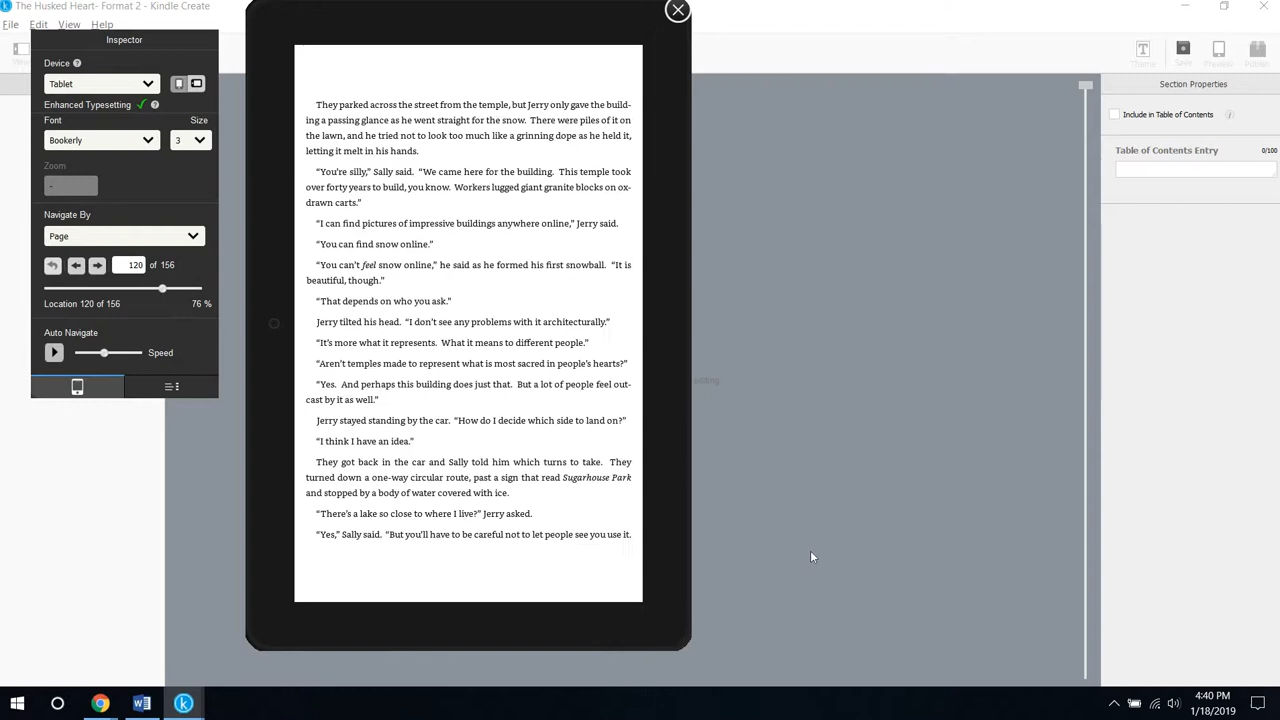 The Husked Heart- Format 2 - Kindle Create
File Edit View Help
Inspector
Device ?
Tablet
Enhanced Typesetting ?
Font Size
Bookerly 3
Zoom
-
Navigate By
Page
120 of 156
Location 120 of 156 76 %
Auto Navigate
Speed
They parked across the street from the temple, but Jerry only gave the build-
ing a passing glance as he went straight for the snow.  There were piles of it on
the lawn, and he tried not to look too much like a grinning dope as he held it,
letting it melt in his hands.
“You’re silly,” Sally said.  “We came here for the building.  This temple took
over forty years to build, you know.  Workers lugged giant granite blocks on ox-
drawn carts.”
“I can find pictures of impressive buildings anywhere online,” Jerry said.
“You can find snow online.”
“You can’t feel snow online,” he said as he formed his first snowball.  “It is
beautiful, though.”
“That depends on who you ask.”
Jerry tilted his head.  “I don’t see any problems with it architecturally.”
“It’s more what it represents.  What it means to different people.”
“Aren’t temples made to represent what is most sacred in people’s hearts?”
“Yes.  And perhaps this building does just that.  But a lot of people feel out-
cast by it as well.”
Jerry stayed standing by the car.  “How do I decide which side to land on?”
“I think I have an idea.”
They got back in the car and Sally told him which turns to take.  They
turned down a one-way circular route, past a sign that read Sugarhouse Park
and stopped by a body of water covered with ice.
“There’s a lake so close to where I live?” Jerry asked.
“Yes,” Sally said.  “But you’ll have to be careful not to let people see you use it.
editing
Theme Save Preview Publish
Section Properties
Include in Table of Contents i
Table of Contents Entry 0/100
4:40 PM
1/18/2019